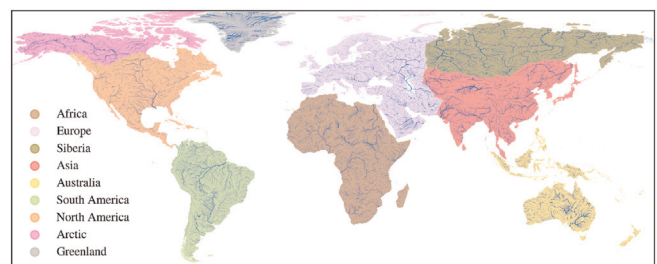 Africa
Europe
Siberia
Asia
Australia
South America
North America
Arctic
Greenland